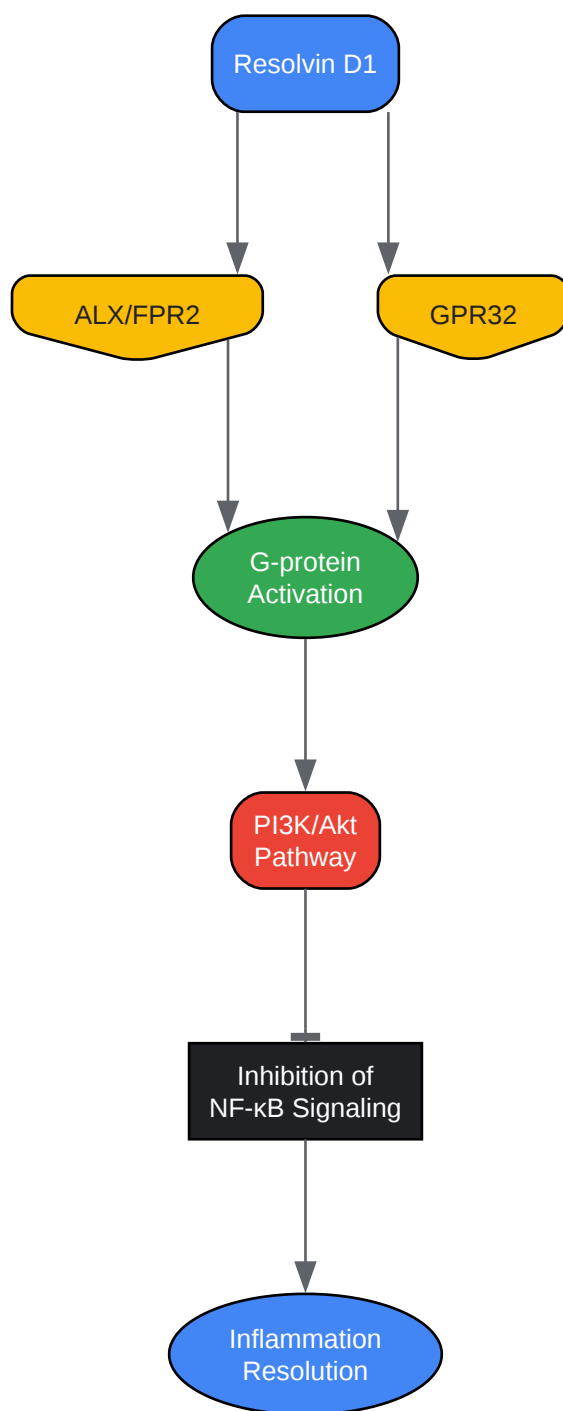 Resolvin D1
ALX/FPR2
GPR32
G-protein
Activation
PI3K/Akt
Pathway
Inhibition of
NF-κB Signaling
Inflammation
Resolution